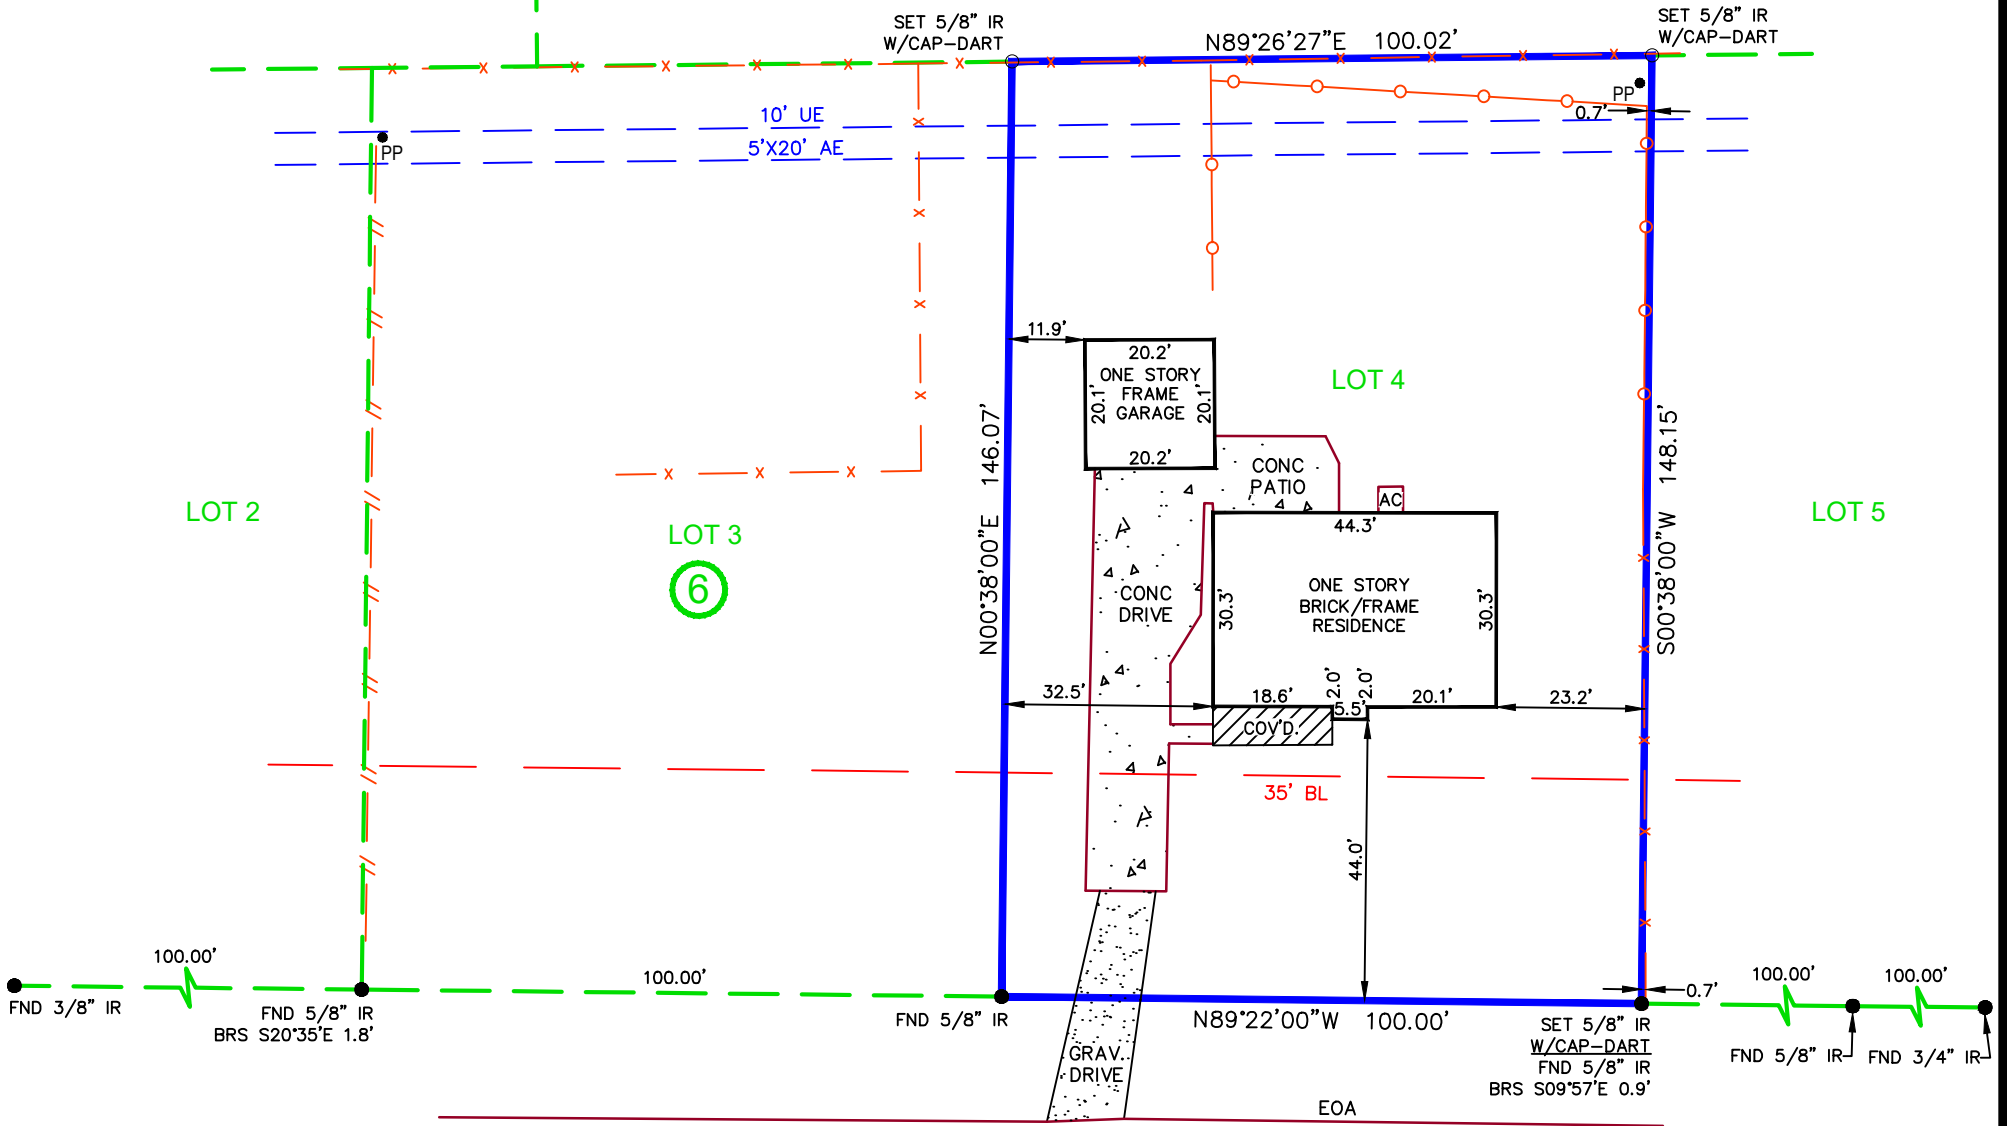 SET 5/8" IR
W/CAP-DART
N89°26'27"E 100.02'
SET 5/8" IR
W/CAP-DART
PP
0.7'
10' UE
5'X20' AE
PP
11.9'
20.2'
ONE STORY
FRAME
GARAGE
20.1'
20.1'
20.2'
LOT 4
N00°38'00"E 146.07'
S00°38'00"W 148.15'
CONC
PATIO
AC
LOT 2
LOT 3
6
LOT 5
44.3'
CONC
DRIVE
30.3'
ONE STORY
BRICK/FRAME
RESIDENCE
30.3'
32.5'
18.6'
2.0'
2.0'
5.5'
20.1'
23.2'
COV'D.
35' BL
44.0'
100.00'
FND 3/8" IR
FND 5/8" IR
BRS S20°35'E 1.8'
100.00'
FND 5/8" IR
N89°22'00"W 100.00'
0.7'
SET 5/8" IR
W/CAP-DART
FND 5/8" IR
BRS S09°57'E 0.9'
100.00'
100.00'
FND 5/8" IR
FND 3/4" IR
GRAV.
DRIVE
EOA